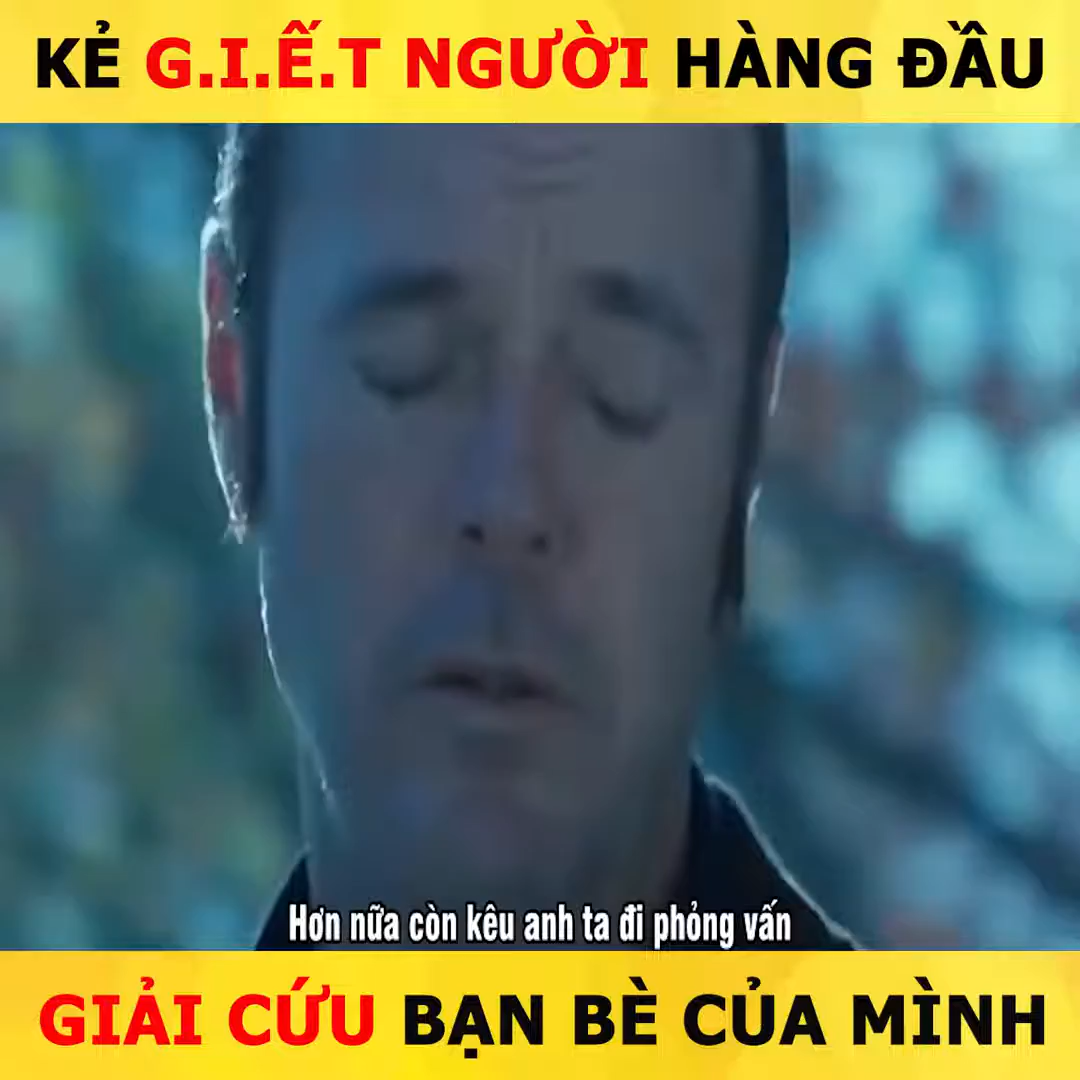 KẺ G.I.Ế.T NGƯỜI HÀNG ĐẦU
Hơn nữa còn kêu anh ta đi phỏng vấn
GIẢI CỨU BẠN BÈ CỦA MÌNH